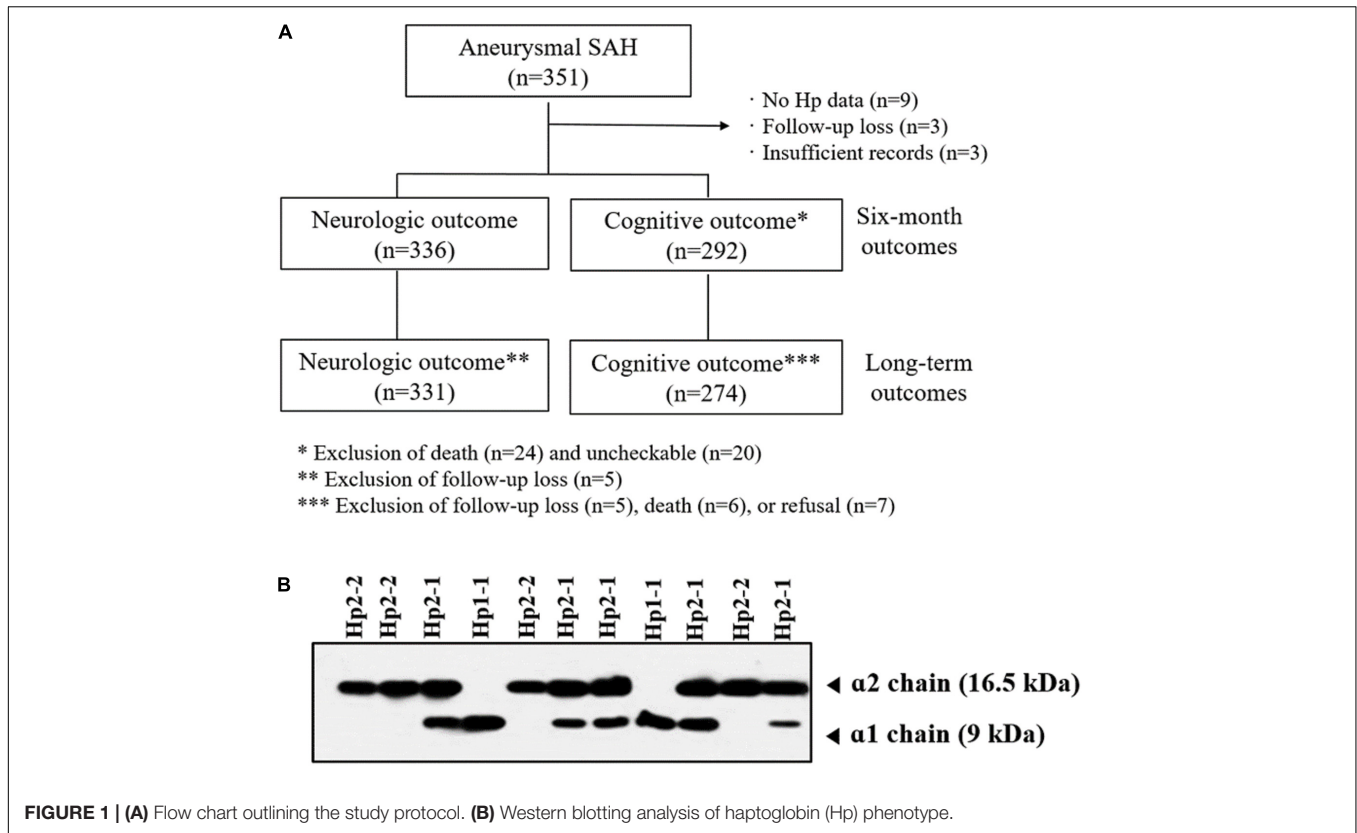 A
Aneurysmal SAH
(n=351)
· No Hp data (n=9)
· Follow-up loss (n=3)
· Insufficient records (n=3)
Neurologic outcome
(n=336)
Cognitive outcome*
(n=292)
Six-month
outcomes
Neurologic outcome**
(n=331)
Cognitive outcome***
(n=274)
Long-term
outcomes
* Exclusion of death (n=24) and uncheckable (n=20)
** Exclusion of follow-up loss (n=5)
*** Exclusion of follow-up loss (n=5), death (n=6), or refusal (n=7)
B
Hp2-2
Hp2-2
Hp2-1
Hp1-1
Hp2-2
Hp2-1
Hp2-1
Hp1-1
Hp2-1
Hp2-2
Hp2-1
◄ α2 chain (16.5 kDa)
◄ α1 chain (9 kDa)
FIGURE 1 | (A) Flow chart outlining the study protocol. (B) Western blotting analysis of haptoglobin (Hp) phenotype.